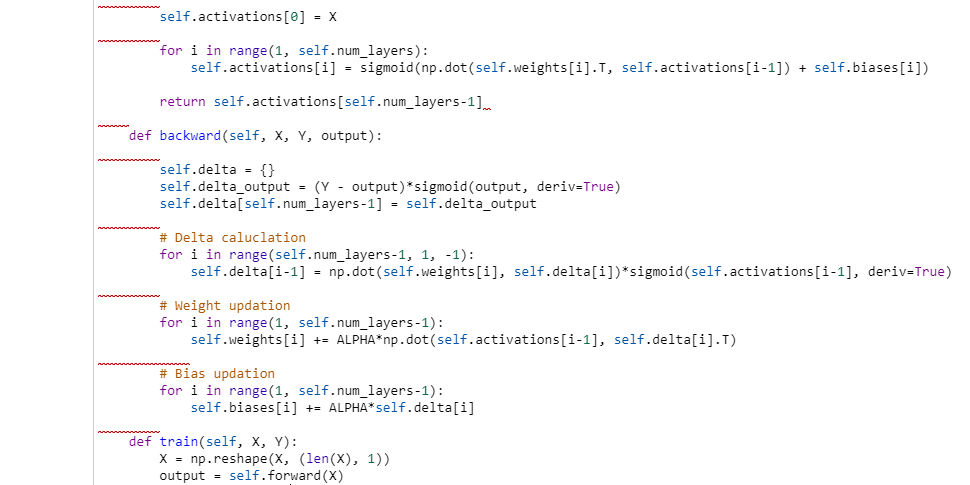 self.activations[0] = X
for i in range(1, self.num_layers):
self.activations[i] = sigmoid(np.dot(self.weights[i].T, self.activations[i-1]) + self.biases[i])
return self.activations[self.num_layers-1]
def backward(self, X, Y, output):
self.delta = {}
self.delta_output = (Y - output)*sigmoid(output, deriv=True)
self.delta[self.num_layers-1] = self.delta_output
# Delta caluclation
for i in range(self.num_layers-1, 1, -1):
self.delta[i-1] = np.dot(self.weights[i], self.delta[i])*sigmoid(self.activations[i-1], deriv=True)
# Weight updation
for i in range(1, self.num_layers-1):
self.weights[i] += ALPHA*np.dot(self.activations[i-1], self.delta[i].T)
# Bias updation
for i in range(1, self.num_layers-1):
self.biases[i] += ALPHA*self.delta[i]
def train(self, X, Y):
X = np.reshape(X, (len(X), 1))
output = self.forward(X)